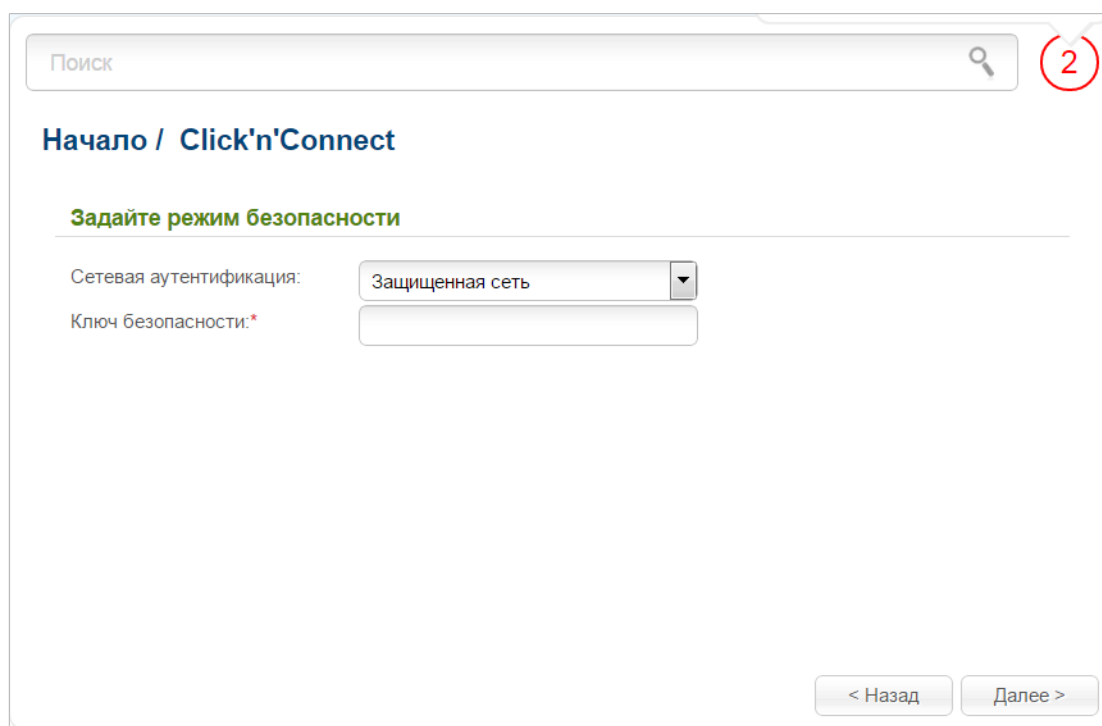 Поиск
2
Начало / Click'n'Connect
Задайте режим безопасности
Сетевая аутентификация: Защищенная сеть
Ключ безопасности:*
< Назад Далее >